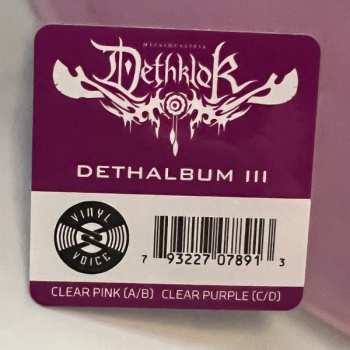 METALOCALYPSE
Dethklok
DETHALBUM III
VINYL
VOICE
7 93227 07891 3
CLEAR PINK (A/B) CLEAR PURPLE (C/D)